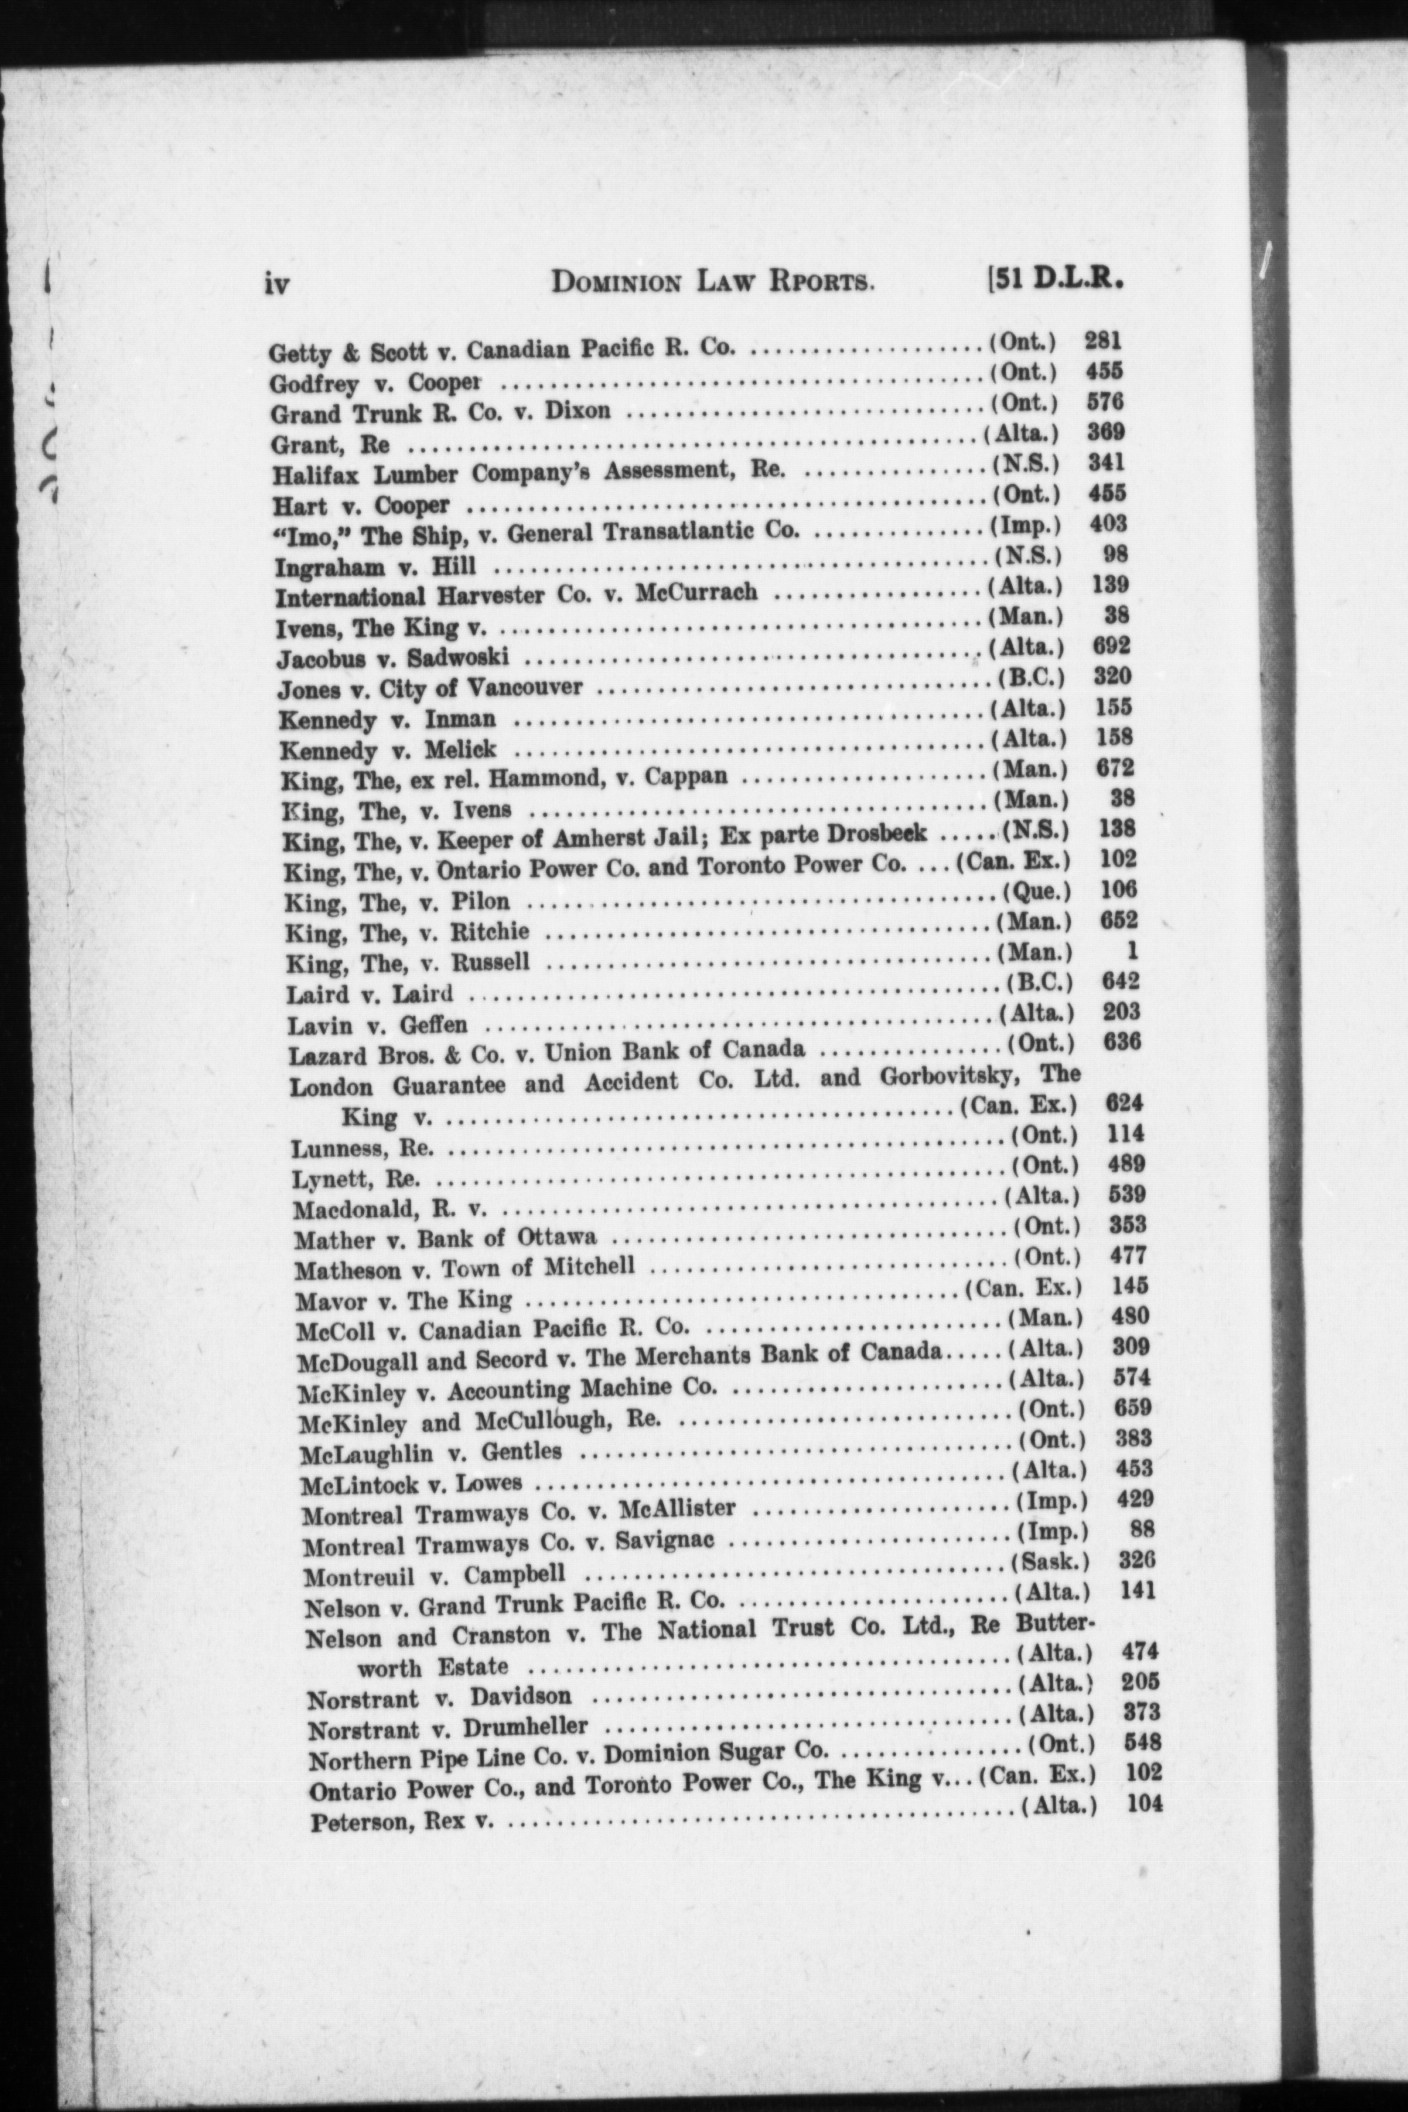 iv DOMINION LAW RPORTS. [51 D.L.R.
Getty & Scott v. Canadian Pacific R. Co. ...................(Ont.) 281
Godfrey v. Cooper .......................................(Ont.) 455
Grand Trunk R. Co. v. Dixon .............................(Ont.) 576
Grant, Re ..............................................(Alta.) 369
Halifax Lumber Company's Assessment, Re. ...............(N.S.) 341
Hart v. Cooper ..........................................(Ont.) 455
"Imo," The Ship, v. General Transatlantic Co. ..............(Imp.) 403
Ingraham v. Hill ........................................(N.S.) 98
International Harvester Co. v. McCurrach .................(Alta.) 139
Ivens, The King v. .......................................(Man.) 38
Jacobus v. Sadwoski .....................................(Alta.) 692
Jones v. City of Vancouver ................................(B.C.) 320
Kennedy v. Inman ......................................(Alta.) 155
Kennedy v. Melick ......................................(Alta.) 158
King, The, ex rel. Hammond, v. Cappan ....................(Man.) 672
King, The, v. Ivens .....................................(Man.) 38
King, The, v. Keeper of Amherst Jail; Ex parte Drosbeek .....(N.S.) 138
King, The, v. Ontario Power Co. and Toronto Power Co. ...(Can. Ex.) 102
King, The, v. Pilon ......................................(Que.) 106
King, The, v. Ritchie ....................................(Man.) 652
King, The, v. Russell ....................................(Man.) 1
Laird v. Laird ...........................................(B.C.) 642
Lavin v. Geffen .........................................(Alta.) 203
Lazard Bros. & Co. v. Union Bank of Canada ...............(Ont.) 636
London Guarantee and Accident Co. Ltd. and Gorbovitsky, The
King v. .........................................(Can. Ex.) 624
Lunness, Re. .............................................(Ont.) 114
Lynett, Re. ..............................................(Ont.) 489
Macdonald, R. v. ........................................(Alta.) 539
Mather v. Bank of Ottawa ................................(Ont.) 353
Matheson v. Town of Mitchell .............................(Ont.) 477
Mavor v. The King ...................................(Can. Ex.) 145
McColl v. Canadian Pacific R. Co. ........................(Man.) 480
McDougall and Secord v. The Merchants Bank of Canada.....(Alta.) 309
McKinley v. Accounting Machine Co. ......................(Alta.) 574
McKinley and McCullough, Re. ...........................(Ont.) 659
McLaughlin v. Gentles ...................................(Ont.) 383
McLintock v. Lowes ......................................(Alta.) 453
Montreal Tramways Co. v. McAllister .....................(Imp.) 429
Montreal Tramways Co. v. Savignac .......................(Imp.) 88
Montreuil v. Campbell ..................................(Sask.) 326
Nelson v. Grand Trunk Pacific R. Co. ......................(Alta.) 141
Nelson and Cranston v. The National Trust Co. Ltd., Re Butter-
worth Estate .......................................(Alta.) 474
Norstrant v. Davidson ..................................(Alta.) 205
Norstrant v. Drumheller .................................(Alta.) 373
Northern Pipe Line Co. v. Dominion Sugar Co. ...............(Ont.) 548
Ontario Power Co., and Toronto Power Co., The King v...(Can. Ex.) 102
Peterson, Rex v. .........................................(Alta.) 104